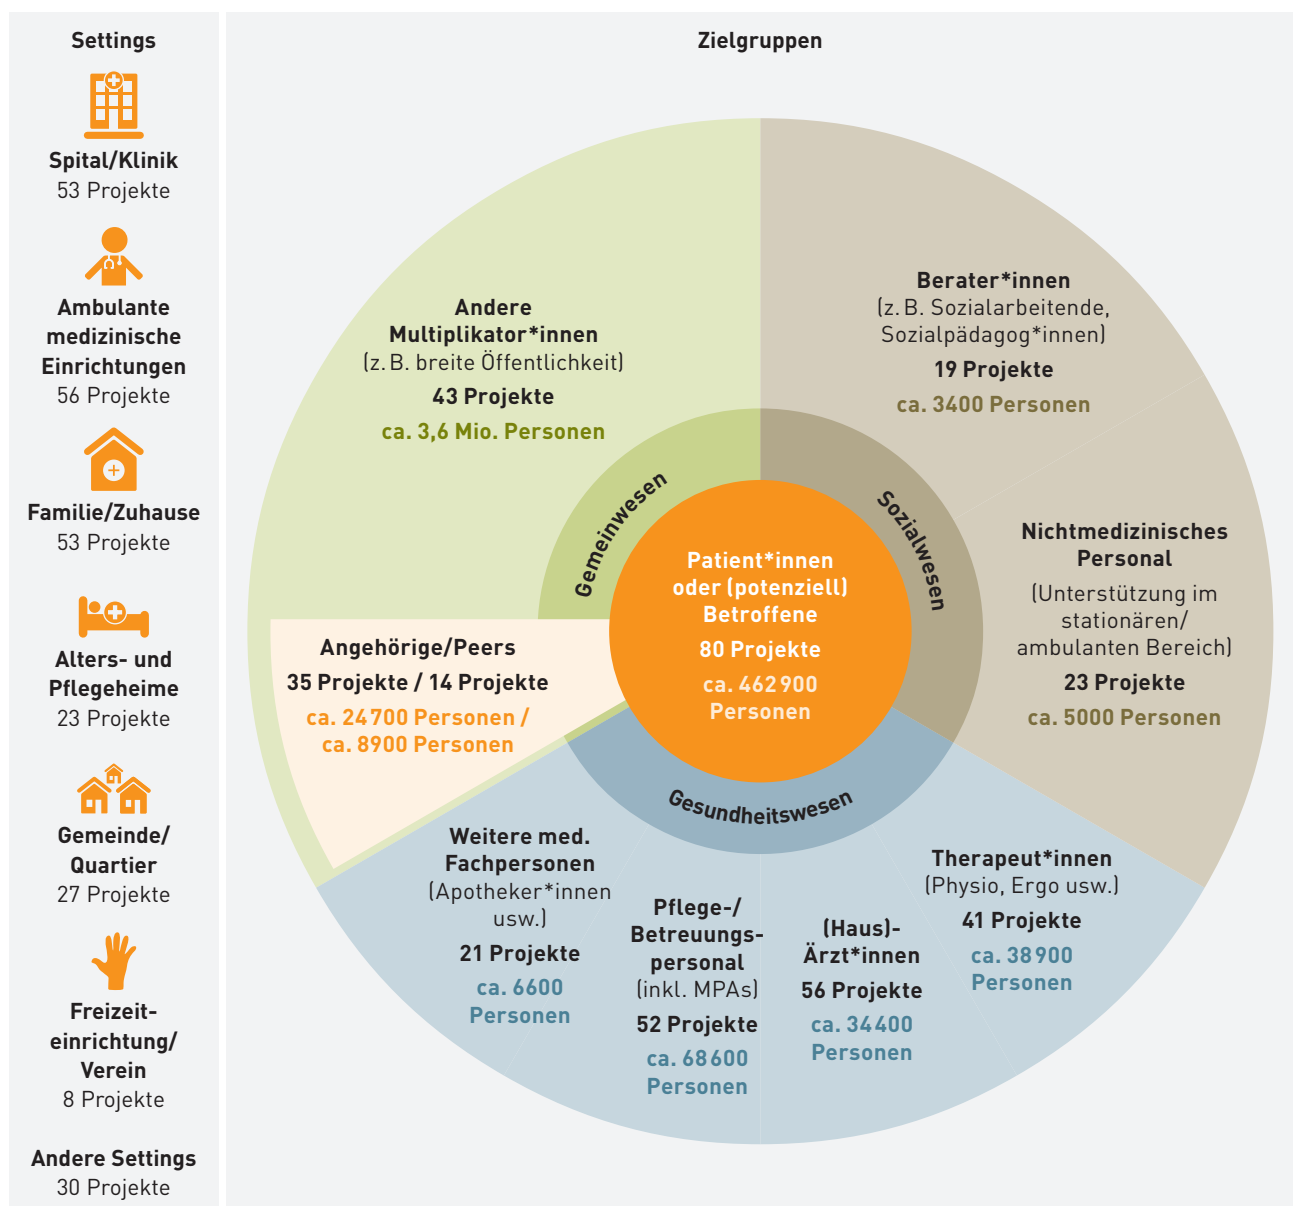 Settings
Spital/Klinik
53 Projekte
Ambulante
medizinische
Einrichtungen
56 Projekte
Familie/Zuhause
53 Projekte
Alters- und
Pflegeheime
23 Projekte
Gemeinde/
Quartier
27 Projekte
Freizeit-
einrichtung/
Verein
8 Projekte
Andere Settings
30 Projekte
Zielgruppen
Andere
Multiplikator*innen
(z. B. breite Öffentlichkeit)
43 Projekte
ca. 3,6 Mio. Personen
Berater*innen
(z. B. Sozialarbeitende,
Sozialpädagog*innen)
19 Projekte
ca. 3400 Personen
Gemeinwesen
Sozialwesen
Nichtmedizinisches
Personal
(Unterstützung im
stationären/
ambulanten Bereich)
23 Projekte
ca. 5000 Personen
Patient*innen
oder (potenziell)
Betroffene
80 Projekte
ca. 462 900
Personen
Angehörige/Peers
35 Projekte / 14 Projekte
ca. 24 700 Personen /
ca. 8900 Personen
Gesundheitswesen
Weitere med.
Fachpersonen
(Apotheker*innen
usw.)
21 Projekte
ca. 6600
Personen
Pflege-/
Betreuungs-
personal
(inkl. MPAs)
52 Projekte
ca. 68 600
Personen
(Haus)-
Ärzt*innen
56 Projekte
ca. 34 400
Personen
Therapeut*innen
(Physio, Ergo usw.)
41 Projekte
ca. 38 900
Personen